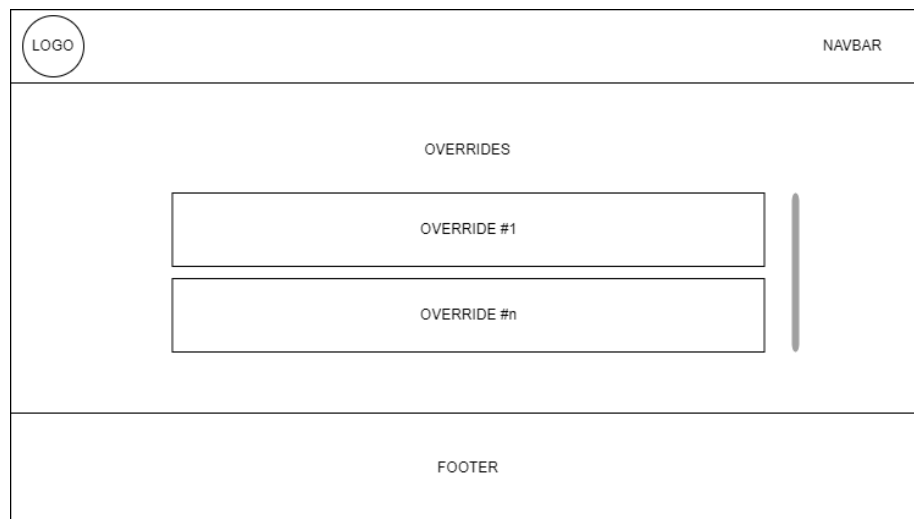 LOGO
NAVBAR
OVERRIDES
OVERRIDE #1
OVERRIDE #n
FOOTER